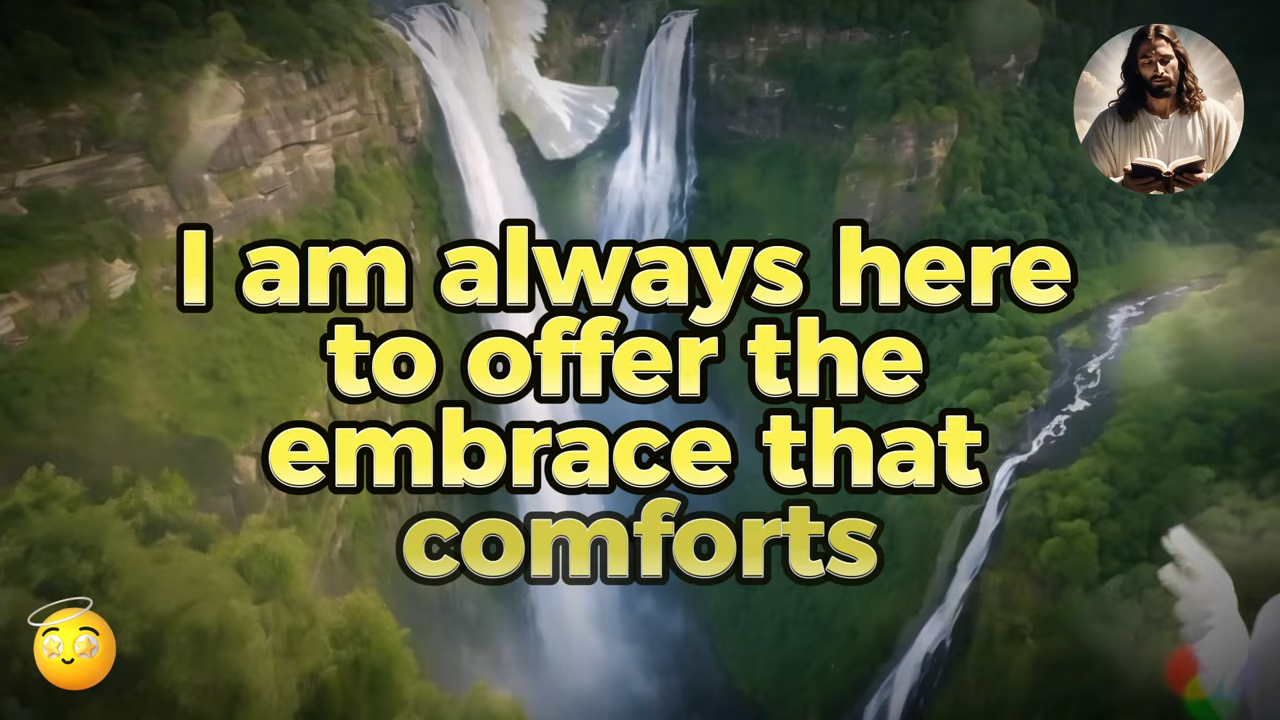 I am always here
to offer the
embrace that
comforts